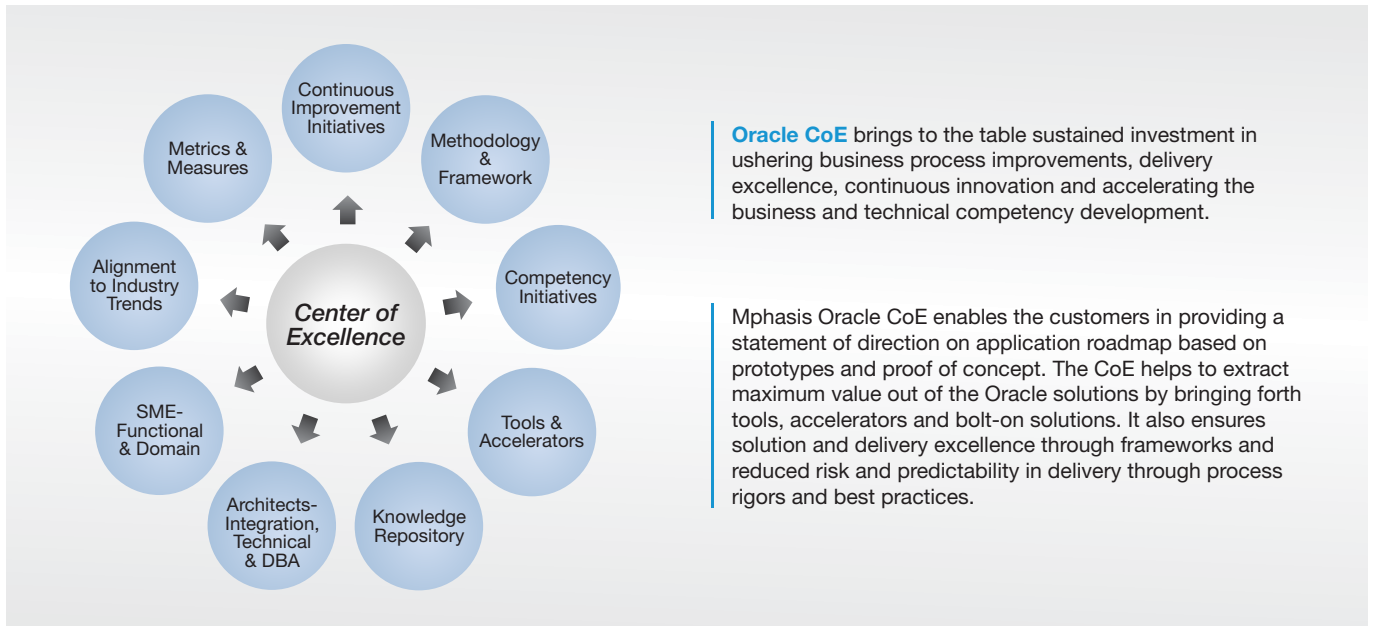 Continuous
Improvement
Initiatives
Methodology
&
Framework
Competency
Initiatives
Tools &
Accelerators
Knowledge
Repository
Architects-
Integration,
Technical
& DBA
SME-
Functional
& Domain
Alignment
to Industry
Trends
Metrics &
Measures
Center of
Excellence
Oracle CoE brings to the table sustained investment in
ushering business process improvements, delivery
excellence, continuous innovation and accelerating the
business and technical competency development.
Mphasis Oracle CoE enables the customers in providing a
statement of direction on application roadmap based on
prototypes and proof of concept. The CoE helps to extract
maximum value out of the Oracle solutions by bringing forth
tools, accelerators and bolt-on solutions. It also ensures
solution and delivery excellence through frameworks and
reduced risk and predictability in delivery through process
rigors and best practices.